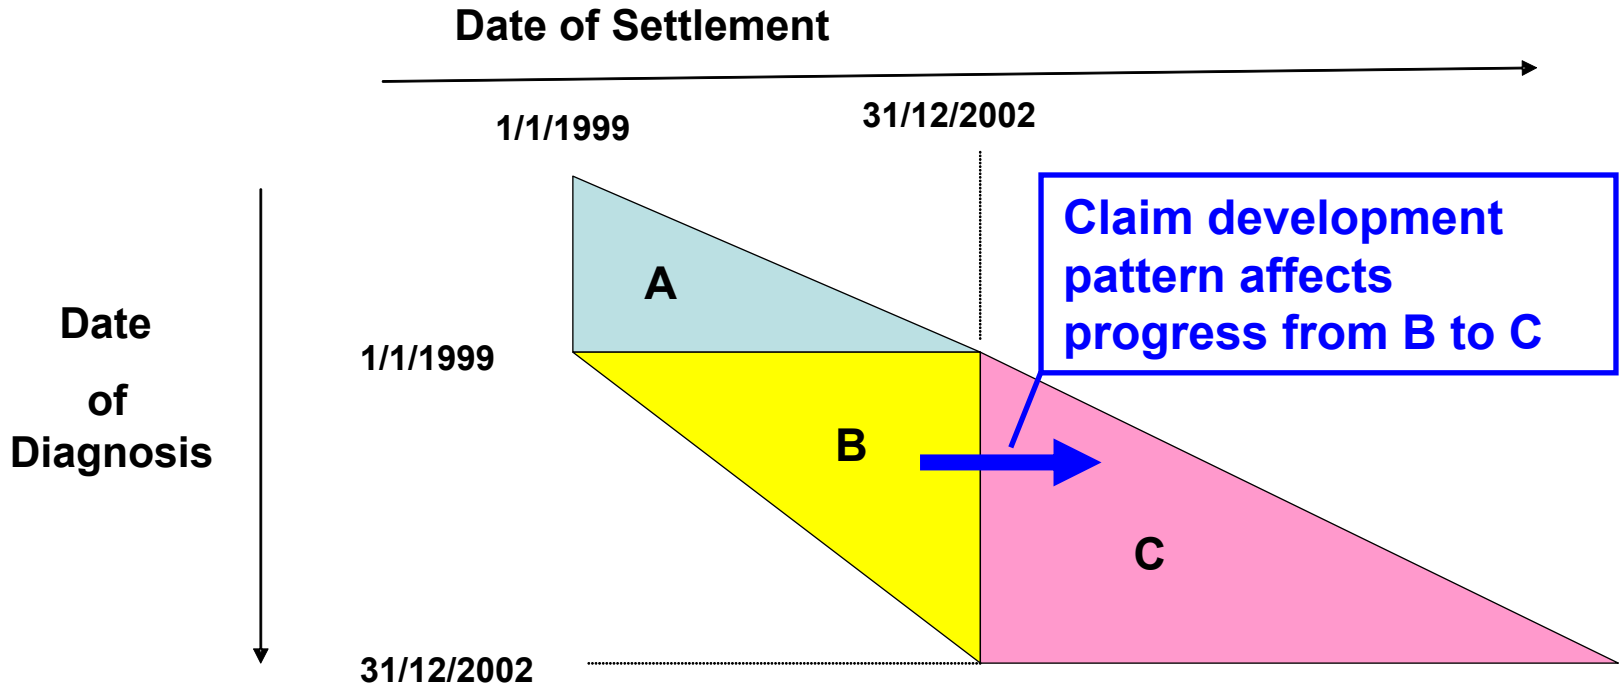 Date of Settlement
1/1/1999
31/12/2002
Claim development
pattern affects
progress from B to C
A
Date
of
Diagnosis
1/1/1999
B
C
31/12/2002